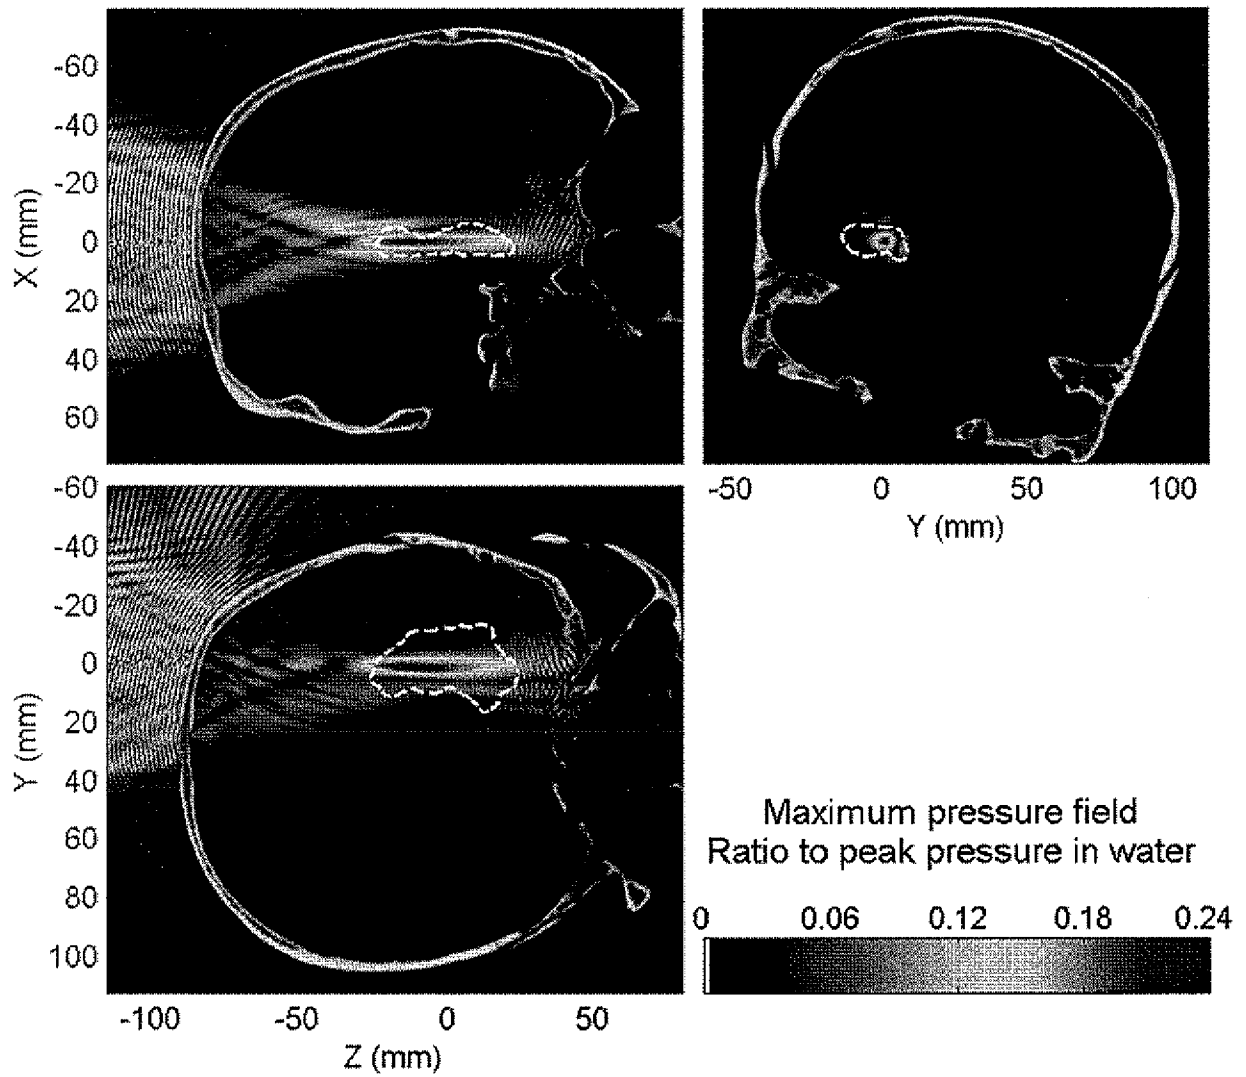 -60
-40
-20
0
20
40
60
X (mm)
-50 0 50 100
Y (mm)
-60
-40
-20
0
20
40
60
80
100
Y (mm)
-100 -50 0 50
Z (mm)
Maximum pressure field
Ratio to peak pressure in water
0 0.06 0.12 0.18 0.24